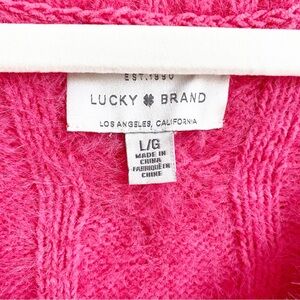 EST. 1990
LUCKY BRAND
LOS ANGELES, CALIFORNIA
L/G
MADE IN
CHINA
FABRIQUÉ EN
CHINE